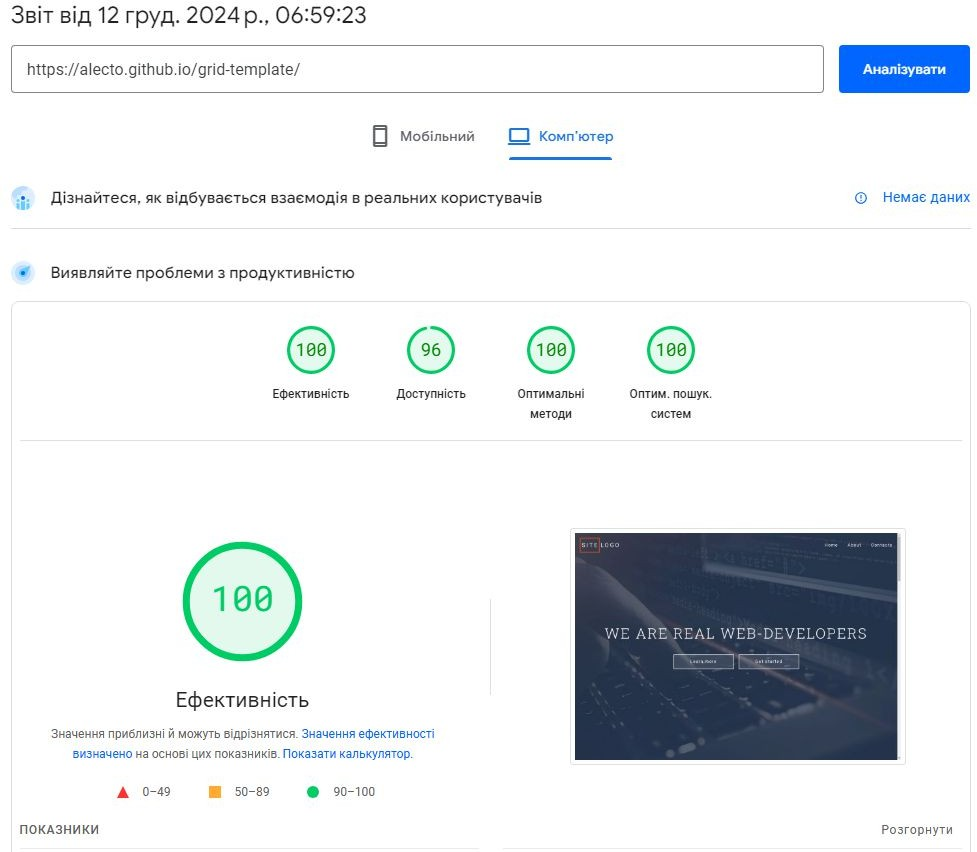 Звіт від 12 груд. 2024 р., 06:59:23
https://alecto.github.io/grid-template/
Аналізувати
Мобільний
Комп'ютер
Дізнайтеся, як відбувається взаємодія в реальних користувачів
Немає даних
Виявляйте проблеми з продуктивністю
100
96
100
100
Ефективність
Доступність
Оптимальні
методи
Оптим. пошук.
систем
100
Ефективність
Значення приблизні й можуть відрізнятися. Значення ефективності
визначено на основі цих показників. Показати калькулятор.
0–49
50–89
90–100
SITE LOGO
Home About Contacts
WE ARE REAL WEB-DEVELOPERS
Learn more
Get started
ПОКАЗНИКИ
Розгорнути